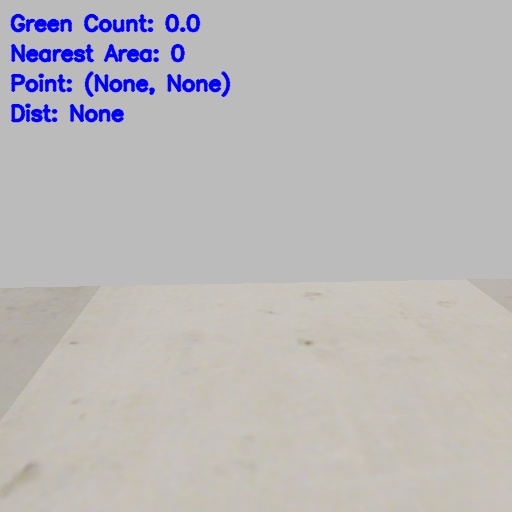 Green Count: 0.0
Nearest Area: 0
Point: (None, None)
Dist: None